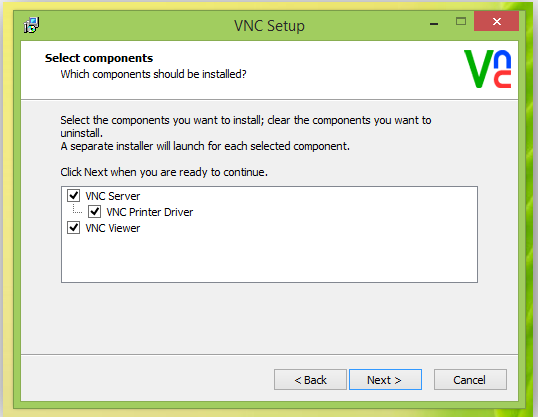 VNC Setup
Select components
Which components should be installed?
Vnc
Select the components you want to install; clear the components you want to
uninstall.
A separate installer will launch for each selected component.
Click Next when you are ready to continue.
VNC Server
VNC Printer Driver
VNC Viewer
< Back
Next >
Cancel